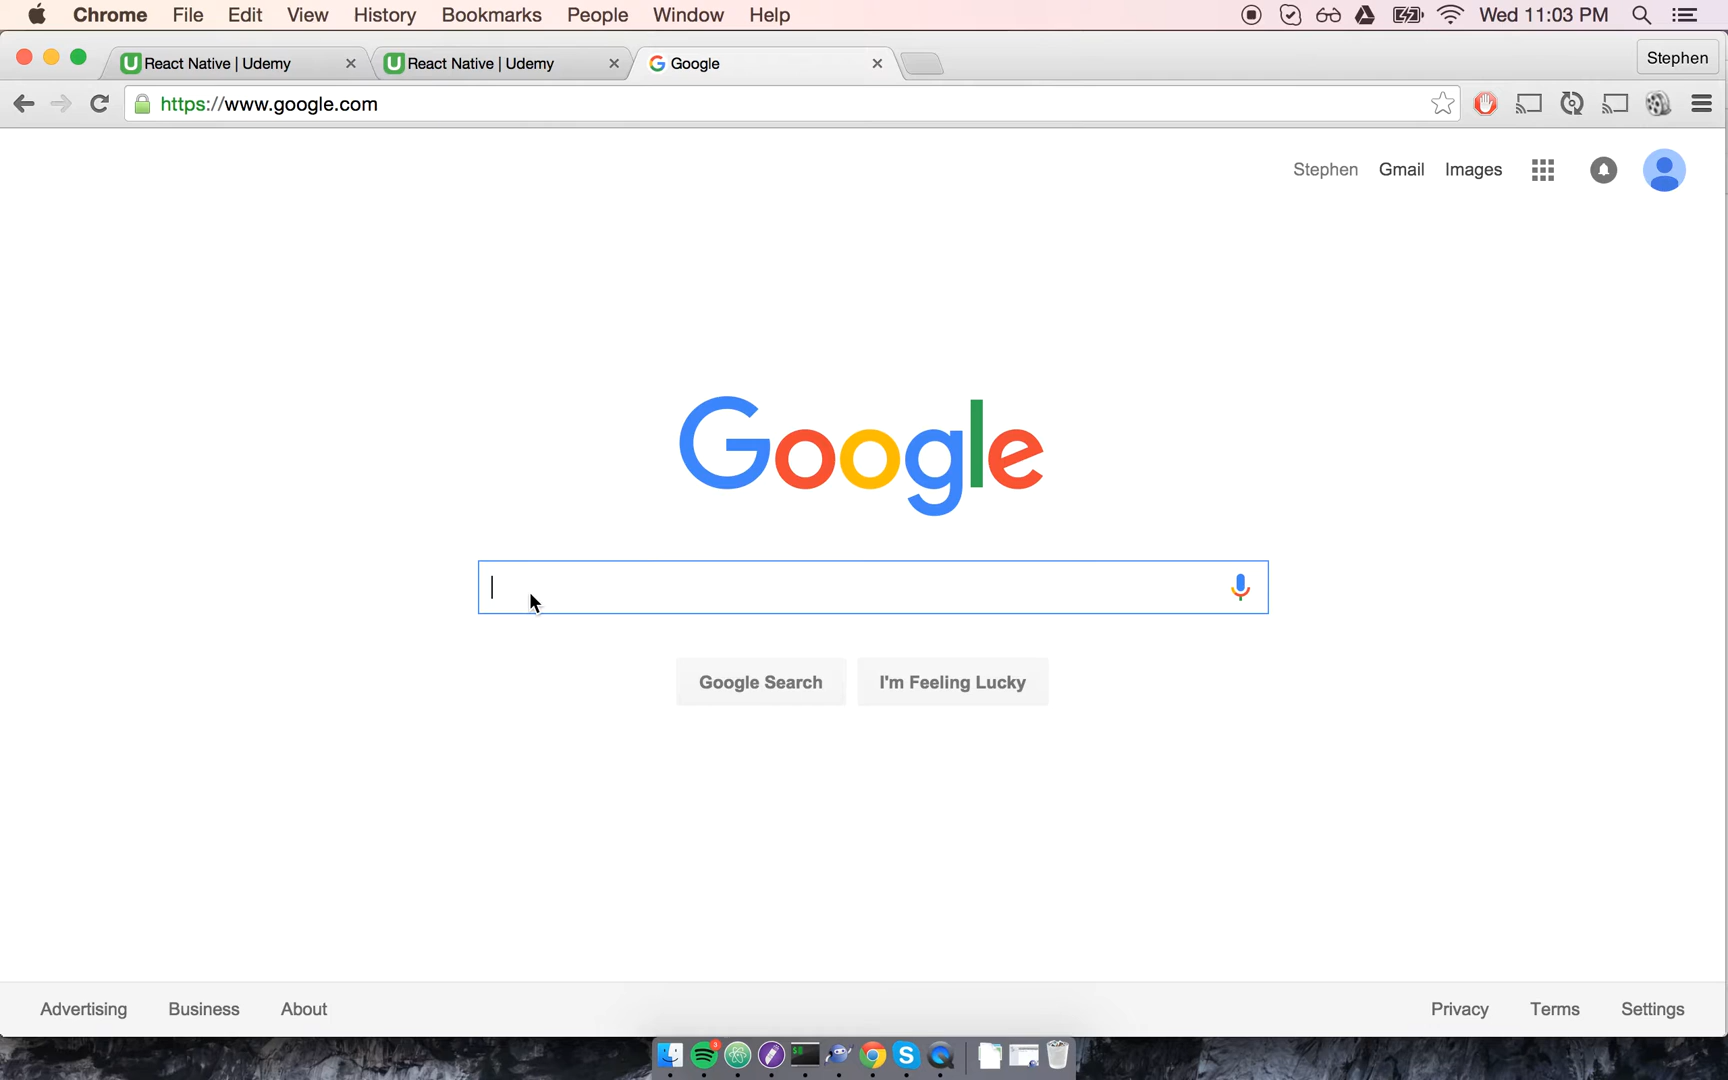 Chrome File Edit View History Bookmarks People Window Help Wed 11:03 PM
React Native | Udemy React Native | Udemy Google Stephen
https://www.google.com
Stephen Gmail Images
Google
Google Search I'm Feeling Lucky
Advertising Business About Privacy Terms Settings
3